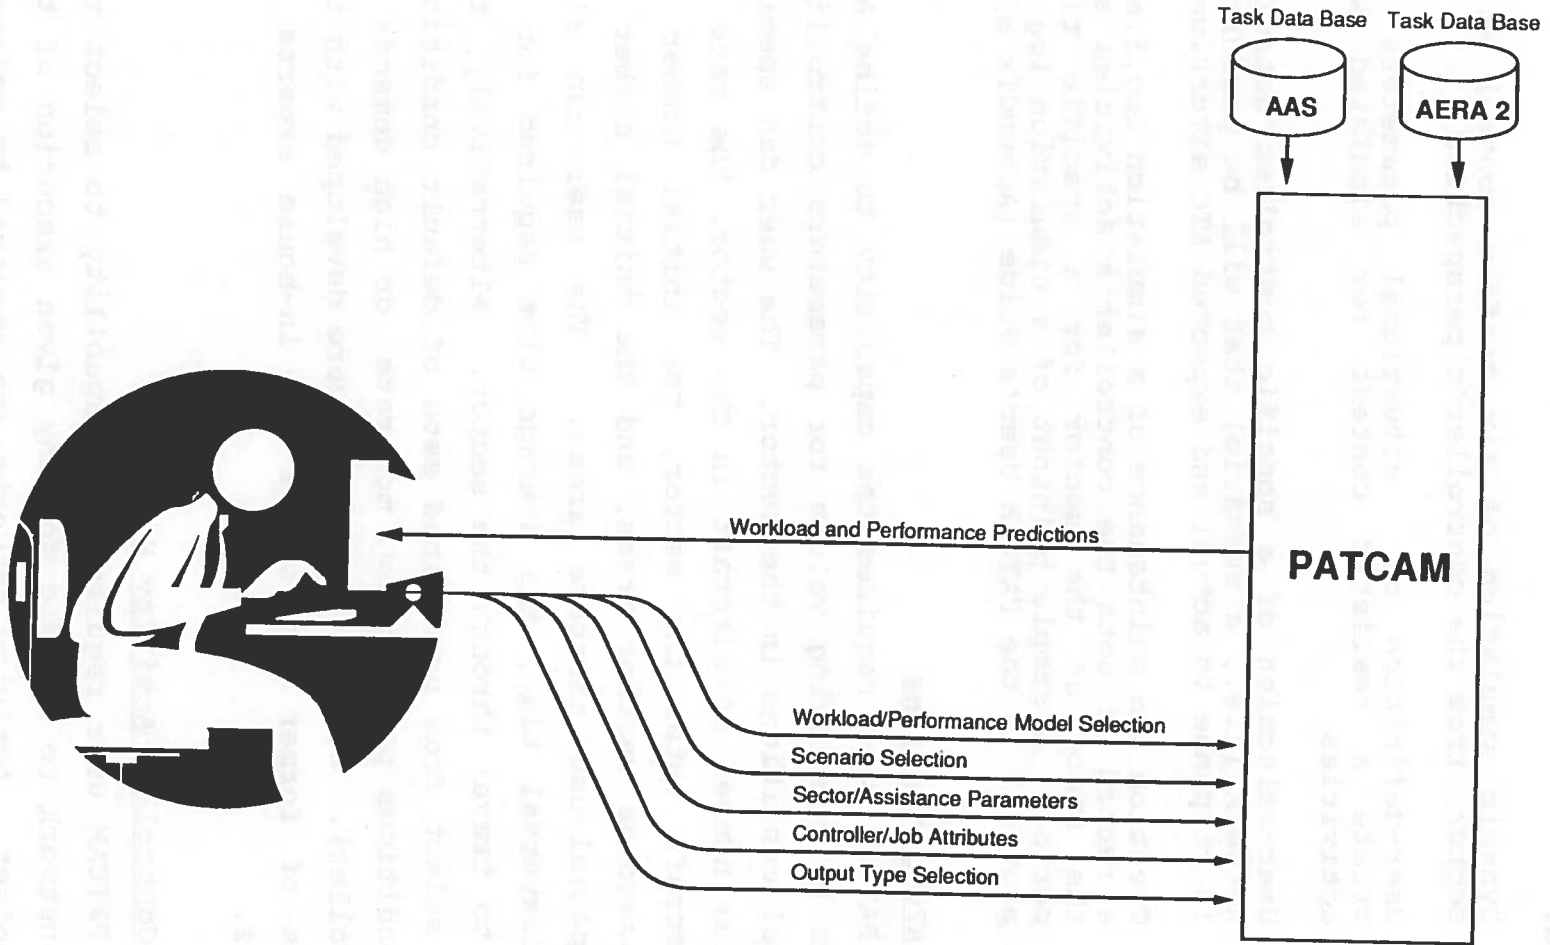 Task Data Base
Task Data Base
AAS
AERA 2
Workload and Performance Predictions
PATCAM
Workload/Performance Model Selection
Scenario Selection
Sector/Assistance Parameters
Controller/Job Attributes
Output Type Selection